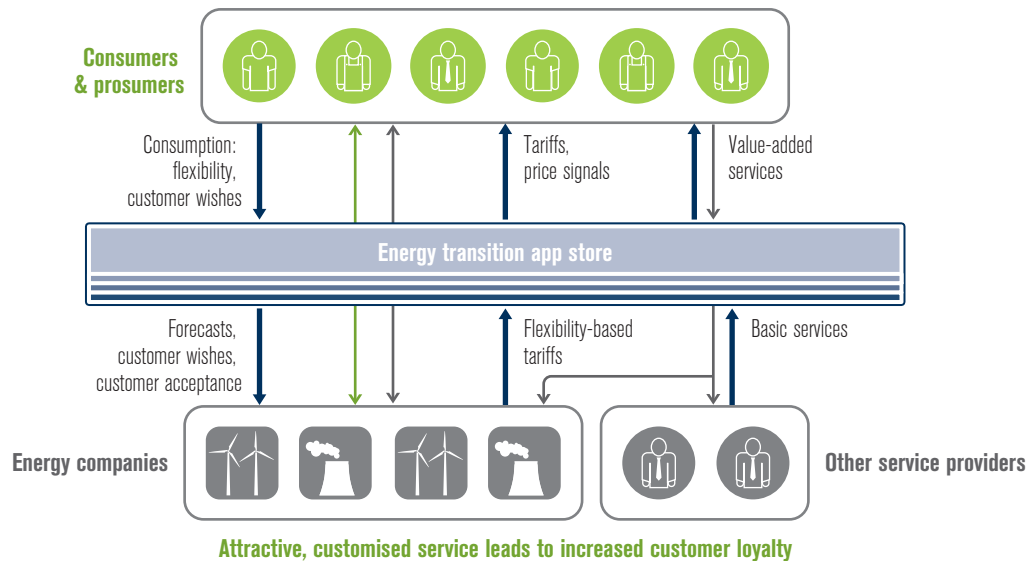 Consumers
& prosumers
Consumption:
flexibility,
customer wishes
Tariffs,
price signals
Value-added
services
Energy transition app store
Forecasts,
customer wishes,
customer acceptance
Flexibility-based
tariffs
Basic services
Energy companies
Other service providers
Attractive, customised service leads to increased customer loyalty